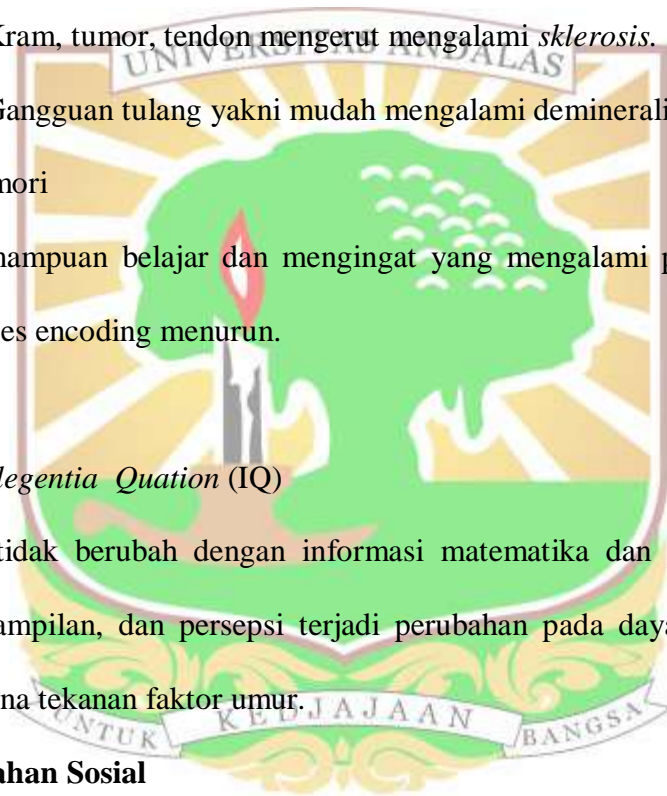 Kram, tumor, tendon mengerut mengalami sklerosis.
UNIVERSITAS ANDALAS
Gangguan tulang yakni mudah mengalami deminerali
mori
nampuan belajar dan mengingat yang mengalami p
es encoding menurun.
legentia Quation (IQ)
tidak berubah dengan informasi matematika dan
ampilan, dan persepsi terjadi perubahan pada daya
na tekanan faktor umur.
UNTUK KEDJAJAAN BANGSA
ahan Sosial